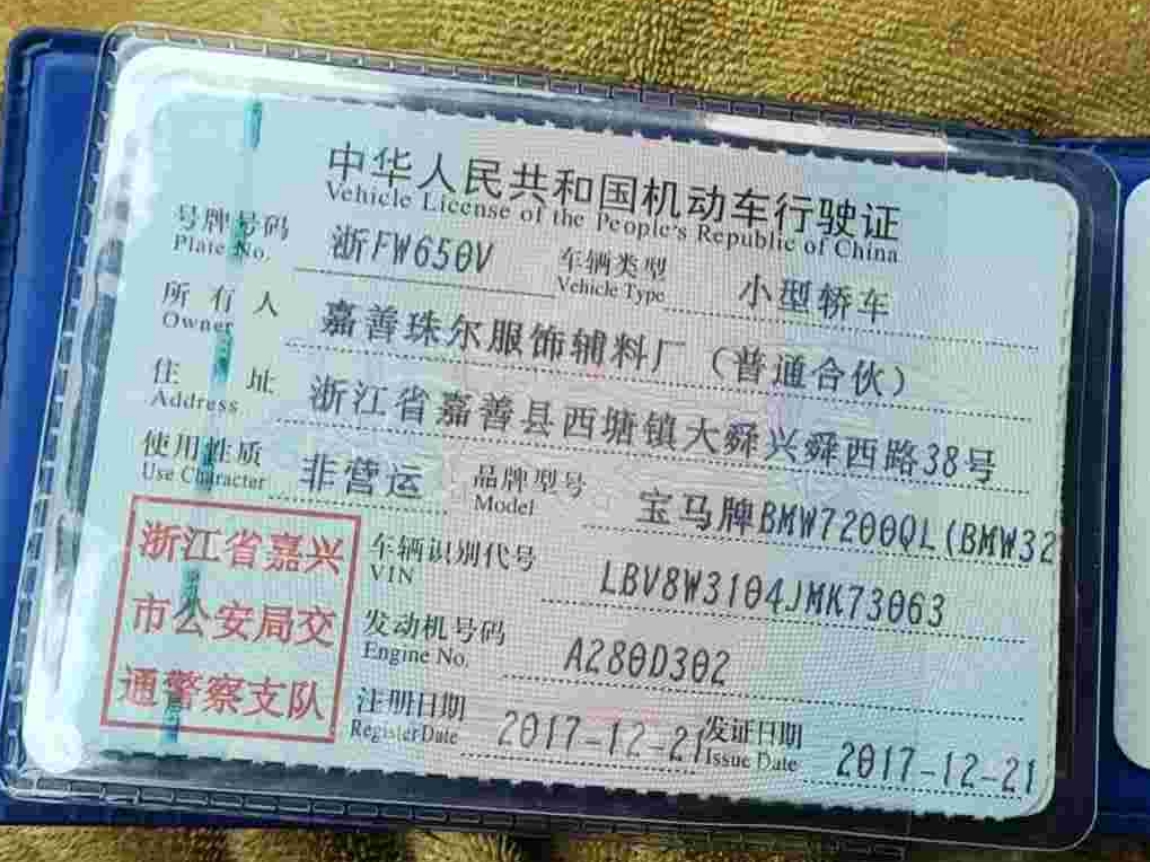 中华人民共和国机动车行驶证
Vehicle License of the People's Republic of China
号牌号码 浙FW650V 车辆类型 小型轿车
Plate No. Vehicle Type
所有人 嘉善珠尔服饰辅料厂(普通合伙)
Owner
住址 浙江省嘉善县西塘镇大舜兴舜西路38号
Address
使用性质 非营运 品牌型号 宝马牌BMW7200QL(BMW32
Use Character Model
浙江省嘉兴
市公安局交
通警察支队
车辆识别代号 LBV8W3104JMK73063
VIN
发动机号码 A280D302
Engine No.
注册日期 2017-12-21 发证日期 2017-12-21
Register Date Issue Date